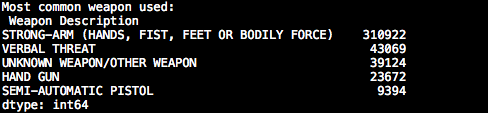 Most common weapon used:
Weapon Description
STRONG-ARM (HANDS, FIST, FEET OR BODILY FORCE)    310922
VERBAL THREAT    43069
UNKNOWN WEAPON/OTHER WEAPON    39124
HAND GUN    23672
SEMI-AUTOMATIC PISTOL    9394
dtype: int64